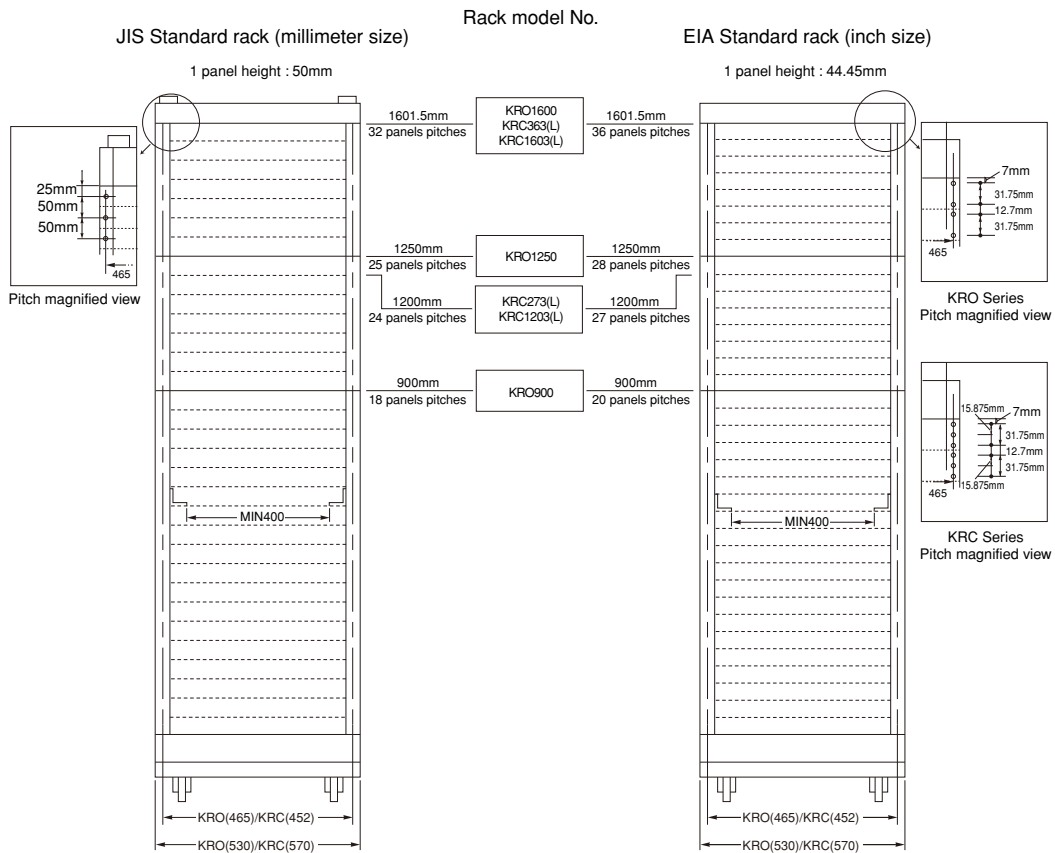 Rack model No.
JIS Standard rack (millimeter size)
1 panel height : 50mm
25mm
50mm
50mm
465
Pitch magnified view
1601.5mm
32 panels pitches
KRO1600
KRC363(L)
KRC1603(L)
1601.5mm
36 panels pitches
1250mm
25 panels pitches
KRO1250
1250mm
28 panels pitches
1200mm
24 panels pitches
KRC273(L)
KRC1203(L)
1200mm
27 panels pitches
900mm
18 panels pitches
KRO900
900mm
20 panels pitches
MIN400
KRO(465)/KRC(452)
KRO(530)/KRC(570)
EIA Standard rack (inch size)
1 panel height : 44.45mm
MIN400
KRO(465)/KRC(452)
KRO(530)/KRC(570)
7mm
31.75mm
12.7mm
31.75mm
465
KRO Series
Pitch magnified view
15.875mm
7mm
31.75mm
12.7mm
31.75mm
15.875mm
465
KRC Series
Pitch magnified view